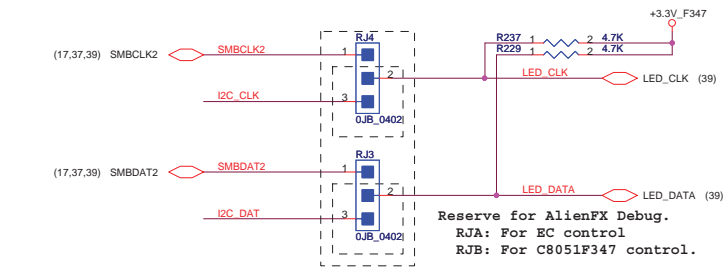 +3.3V_F347
RJ4
R237 1 2 4.7K
R229 1 2 4.7K
(17,37,39) SMBCLK2 SMBCLK2 1
2 LED_CLK LED_CLK (39)
I2C_CLK 3
0JB_0402
RJ3
(17,37,39) SMBDAT2 SMBDAT2 1
2 LED_DATA LED_DATA (39)
I2C_DAT 3
0JB_0402
Reserve for AlienFX Debug.
RJA: For EC control
RJB: For C8051F347 control.